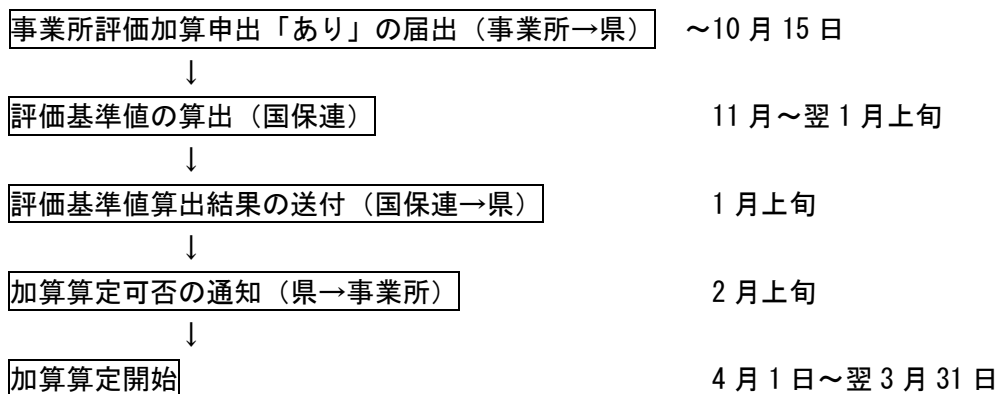 事業所評価加算申出「あり」の届出（事業所→県） ～10月15日
↓
評価基準値の算出（国保連） 11月～翌1月上旬
↓
評価基準値算出結果の送付（国保連→県） 1月上旬
↓
加算算定可否の通知（県→事業所） 2月上旬
↓
加算算定開始 4月1日～翌3月31日